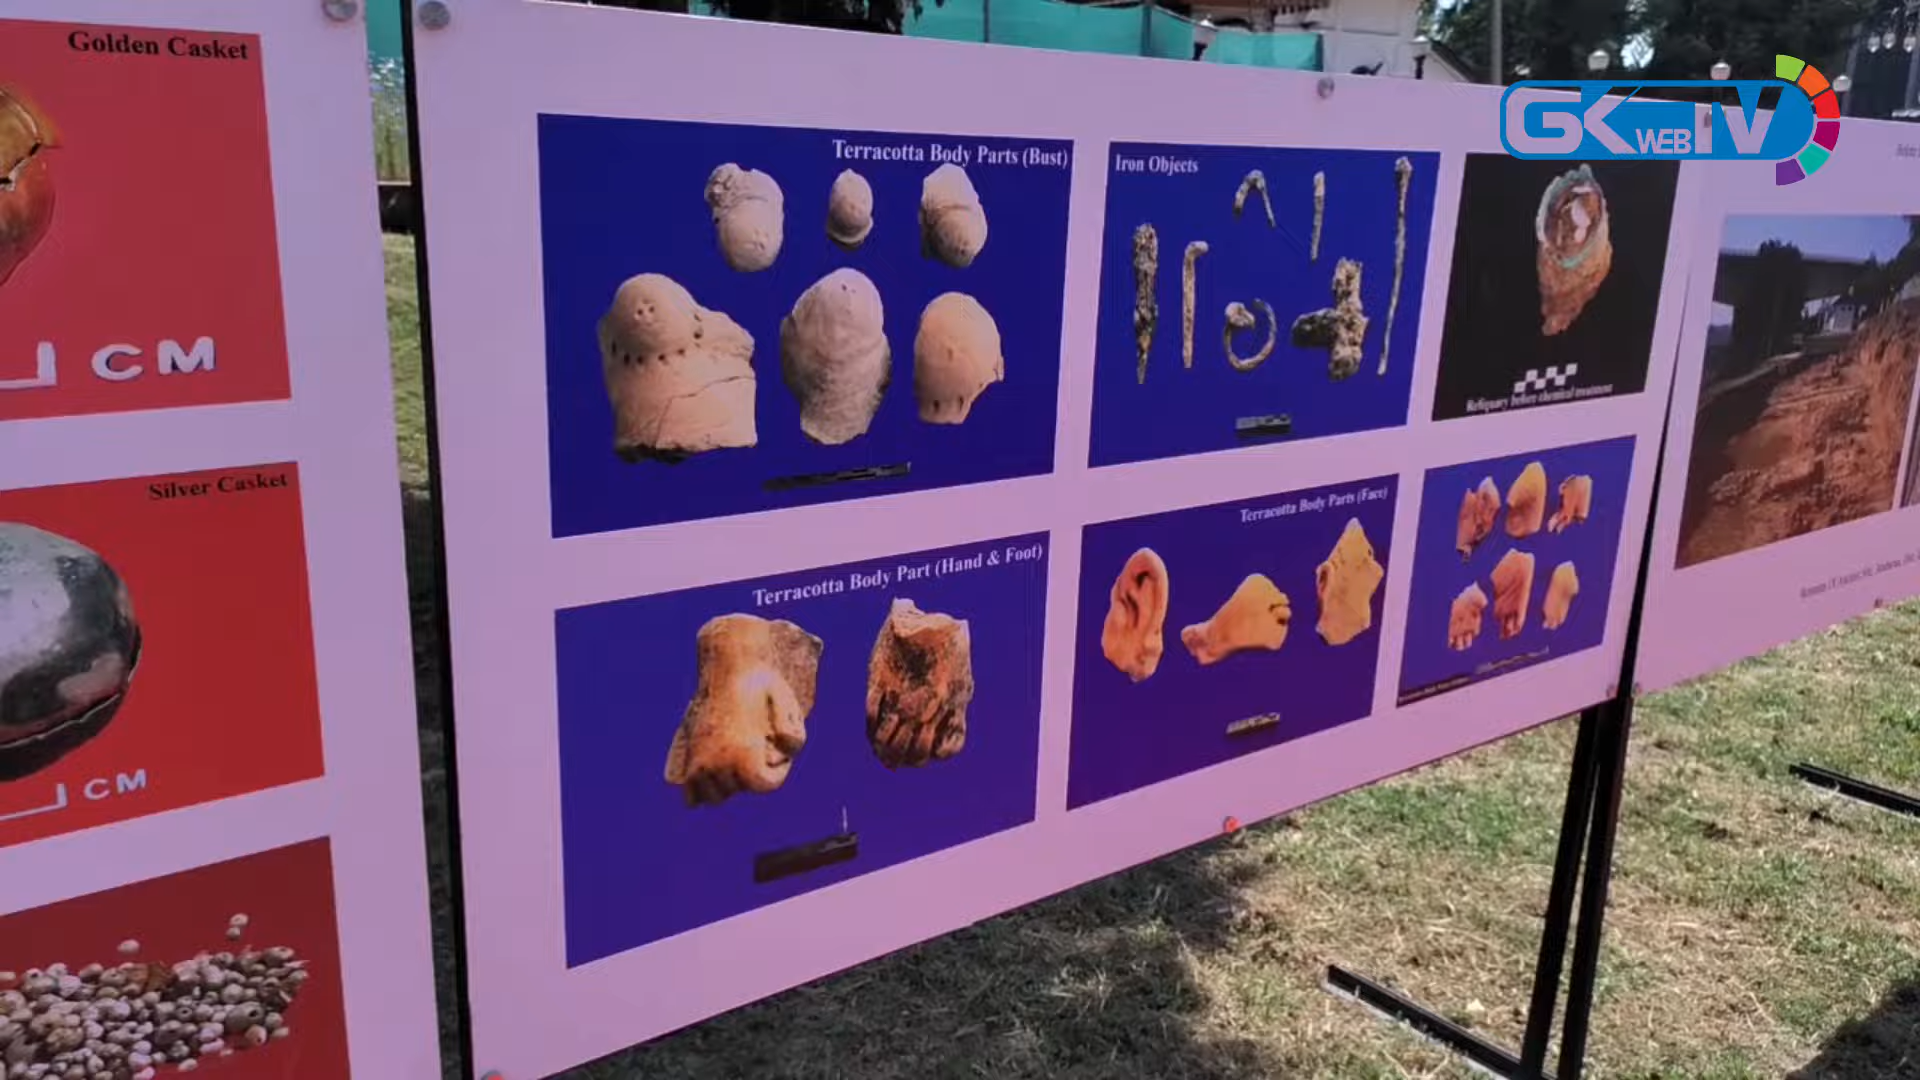 Golden Casket
CM
Silver Casket
CM
Terracotta Body Parts (Bust)
Iron Objects
Reliquary before chemical treatment
Terracotta Body Part (Hand & Foot)
Terracotta Body Parts (Face)
GK WEB TV